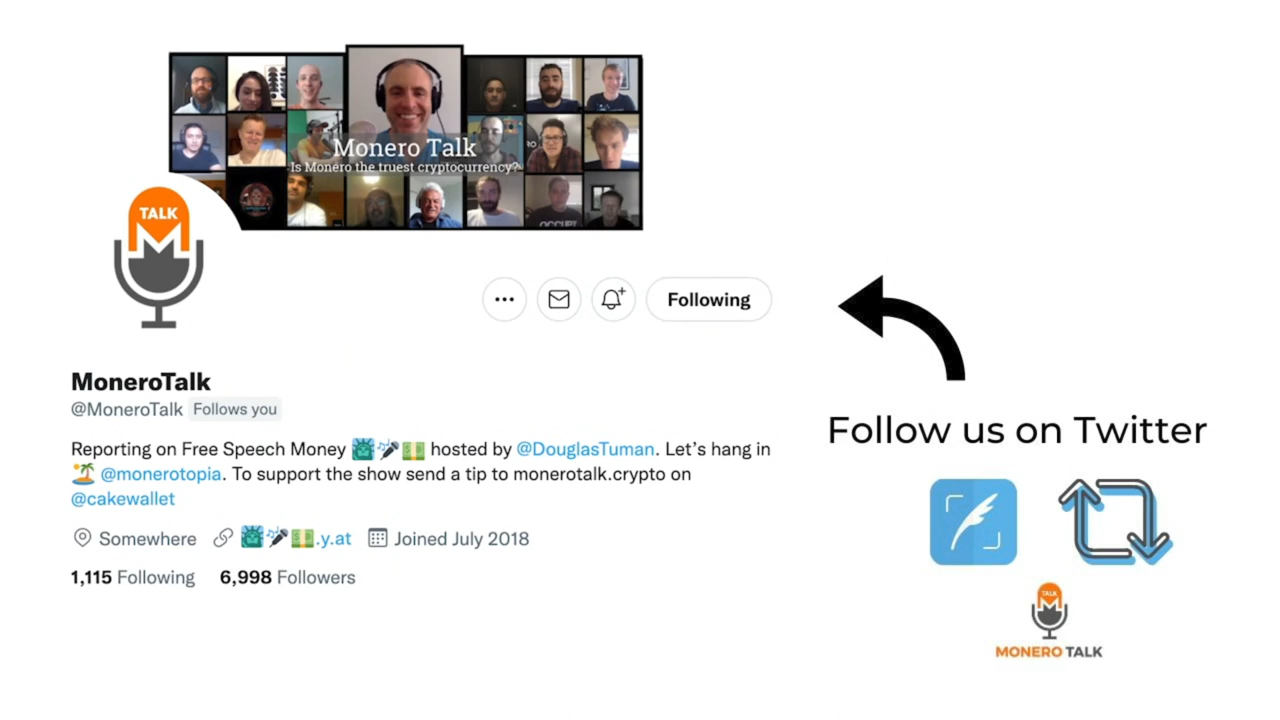 Monero Talk
Is Monero the truest cryptocurrency?
OCCUPY
TALK
Following
MoneroTalk
@MoneroTalk Follows you
Reporting on Free Speech Money 🗽🎤💵 hosted by @DouglasTuman. Let's hang in
🏝️ @monerotopia. To support the show send a tip to monerotalk.crypto on
@cakewallet
Somewhere 🗽🎤💵.y.at Joined July 2018
1,115 Following 6,998 Followers
Follow us on Twitter
TALK
MONERO TALK